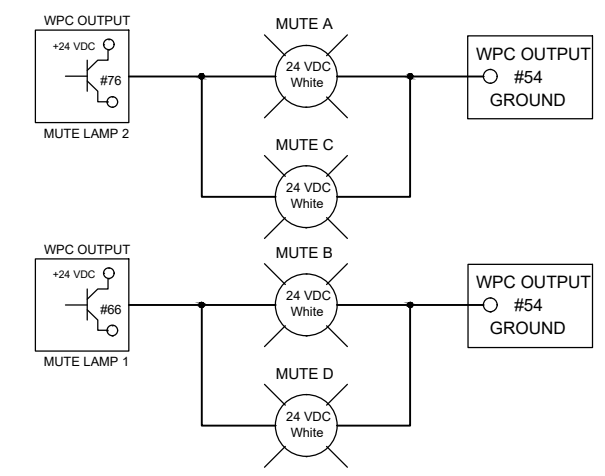 WPC OUTPUT
+24 VDC
#76
MUTE LAMP 2
MUTE A
24 VDC
White
WPC OUTPUT
#54
GROUND
MUTE C
24 VDC
White
WPC OUTPUT
+24 VDC
#66
MUTE LAMP 1
MUTE B
24 VDC
White
WPC OUTPUT
#54
GROUND
MUTE D
24 VDC
White